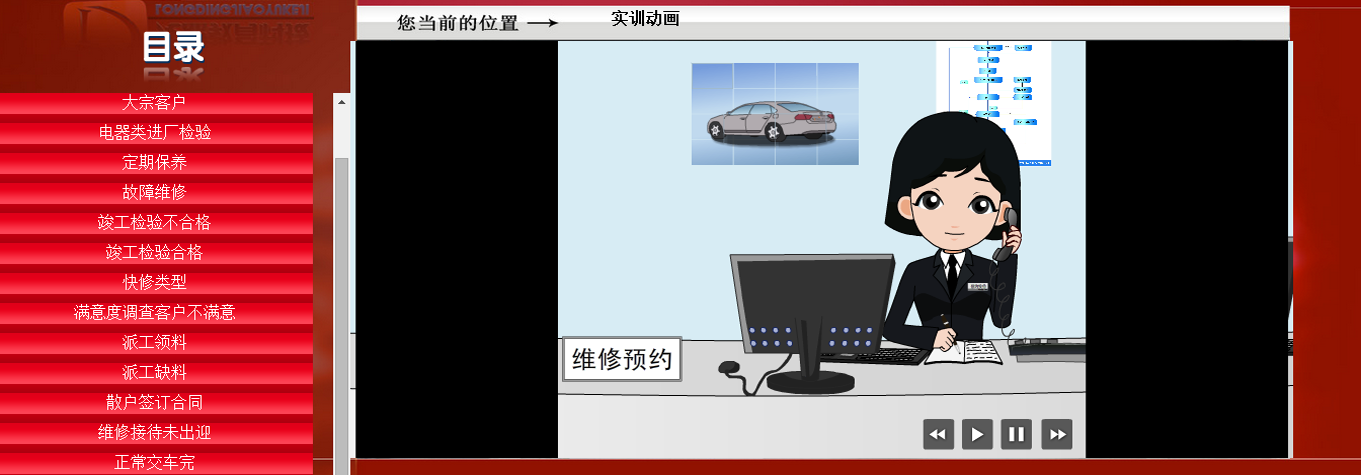 目录
大宗客户
电器类进厂检验
定期保养
故障维修
竣工检验不合格
竣工检验合格
快修类型
满意度调查客户不满意
派工领料
派工缺料
散户签订合同
维修接待未出迎
正常交车完
您当前的位置 → 实训动画
维修预约